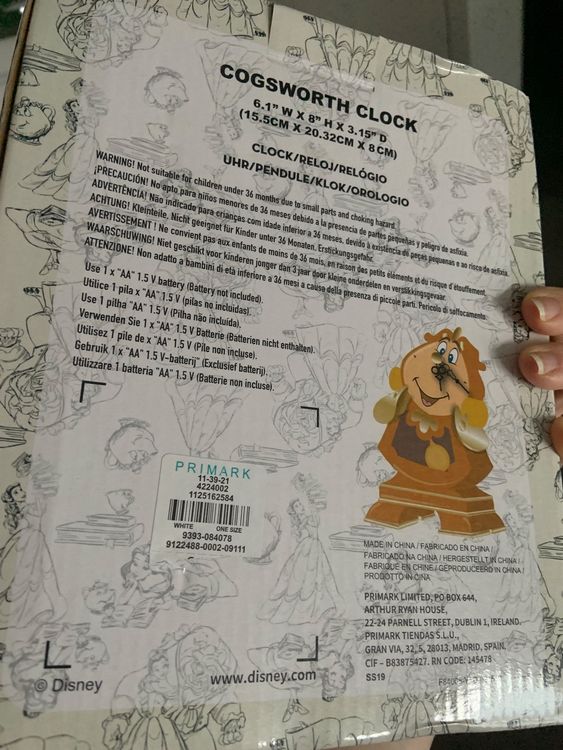 COGSWORTH CLOCK
6.1" W X 8" H X 3.15" D
(15.5CM X 20.32CM X 8CM)
CLOCK/RELOJ/RELÓGIO
UHR/PENDULE/KLOK/OROLOGIO
WARNING! Not suitable for children under 36 months due to small parts and choking hazard.
¡PRECAUCIÓN! No apto para niños menores de 36 meses debido a la presencia de partes pequeñas y peligro de asfixia.
ADVERTÊNCIA! Não indicado para crianças com idade inferior a 36 meses, devido à existência de peças pequenas e ao risco de asfixia.
ACHTUNG! Kleinteile. Nicht geeignet für Kinder unter 36 Monaten. Erstickungsgefahr.
AVERTISSEMENT ! Ne convient pas aux enfants de moins de 36 mois, en raison des petits éléments et du risque d'étouffement.
WAARSCHUWING! Niet geschikt voor kinderen jonger dan 3 jaar door kleine onderdelen en verstikkingsgevaar.
ATTENZIONE! Non adatto a bambini di età inferiore a 36 mesi a cause della presenza di piccole parti. Pericolo di soffocamento.
Use 1 x "AA" 1.5 V battery (Battery not included).
Utilice 1 pila x "AA" 1.5 V (pilas no incluidas).
Use 1 pilha "AA" 1.5 V (Pilha não incluída).
Verwenden Sie 1 x "AA" 1.5 V Batterie (Batterien nicht enthalten).
Utilisez 1 pile de x "AA" 1.5 V (Pile non incluse).
Gebruik 1 x "AA" 1.5 V-batterij" (Exclusief batterij).
Utilizzare 1 batteria "AA" 1.5 V (Batterie non incluse).
PRIMARK
11-39-21
4224002
1125162584
WHITE ONE SIZE
9393-084078
9122488-0002-09111
MADE IN CHINA / FABRICADO EN CHINA /
FABRICADO NA CHINA / HERGESTELLT IN CHINA /
FABRIQUÉ EN CHINE / GEPRODUCEERD IN CHINA /
PRODOTTO IN CINA
PRIMARK LIMITED, PO BOX 644,
ARTHUR RYAN HOUSE,
22-24 PARNELL STREET, DUBLIN 1, IRELAND.
PRIMARK TIENDAS S.L.U.,
GRAN VIA, 32, 5, 28013, MADRID, SPAIN.
CIF – B83875427. RN CODE: 145478
SS19
© Disney
www.disney.com